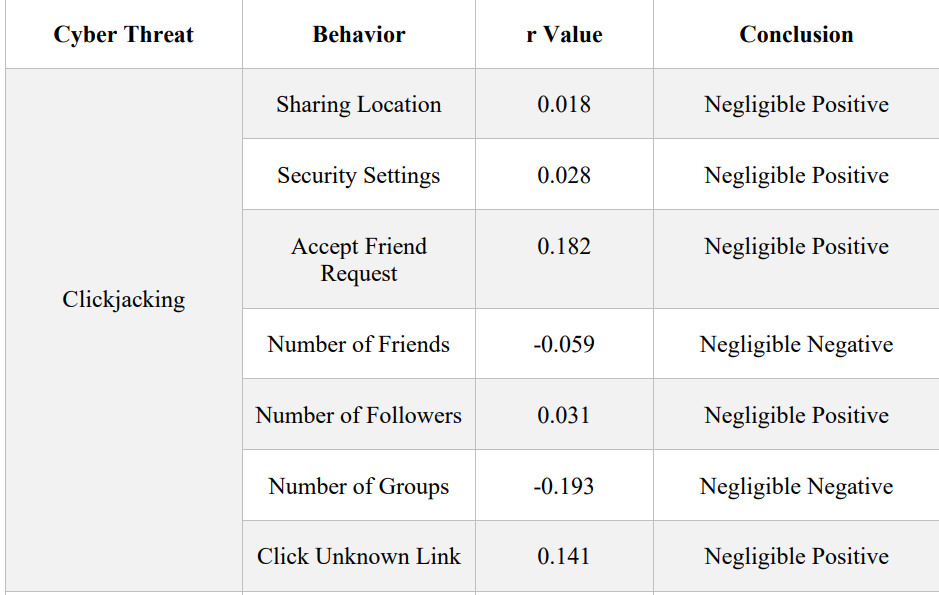 Cyber Threat Behavior r Value Conclusion
Sharing Location 0.018 Negligible Positive
Security Settings 0.028 Negligible Positive
Accept Friend 0.182 Negligible Positive
Request
Clickjacking
Number of Friends -0.059 Negligible Negative
Number of Followers 0.031 Negligible Positive
Number of Groups -0.193 Negligible Negative
Click Unknown Link 0.141 Negligible Positive